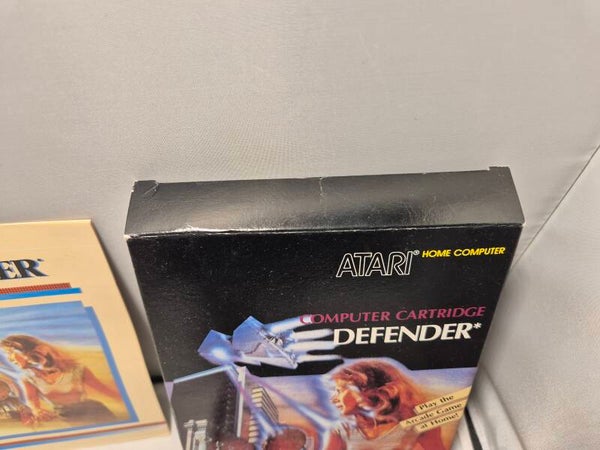 ER
ATARI® HOME COMPUTER
COMPUTER CARTRIDGE
DEFENDER*
Play the
Arcade Game
at Home!